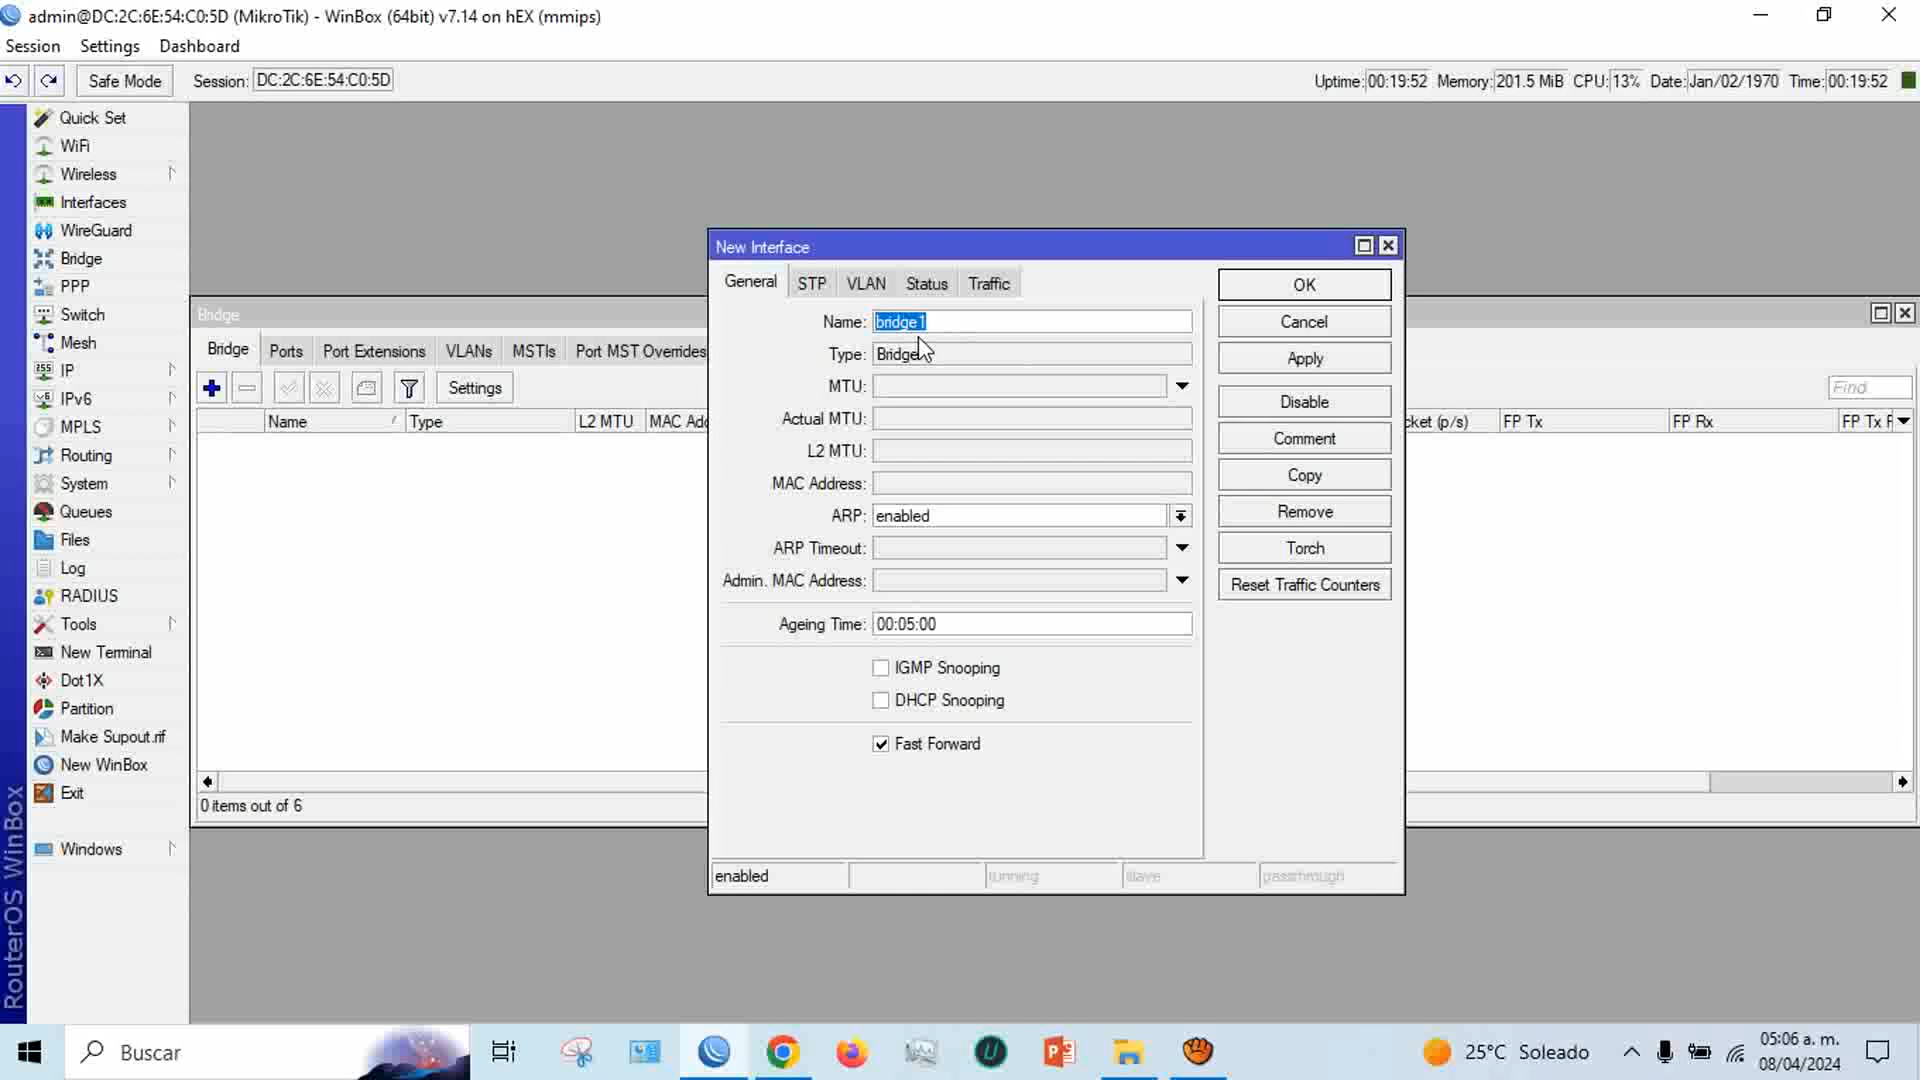 admin@DC:2C:6E:54:C0:5D (MikroTik) - WinBox (64bit) v7.14 on hEX (mmips)
Session Settings Dashboard
Safe Mode Session: DC:2C:6E:54:C0:5D Uptime: 00:19:52 Memory: 201.5 MiB CPU: 13% Date: Jan/02/1970 Time: 00:19:52
Quick Set
WiFi
Wireless
Interfaces
WireGuard
Bridge
PPP
Switch
Mesh
IP
IPv6
MPLS
Routing
System
Queues
Files
Log
RADIUS
Tools
New Terminal
Dot1X
Partition
Make Supout.rif
New WinBox
Exit
Windows
RouterOS WinBox
Bridge
Bridge Ports Port Extensions VLANs MSTIs Port MST Overrides
Settings
Find
Name Type L2 MTU MAC Add
cket (p/s) FP Tx FP Rx FP Tx P
0 items out of 6
New Interface
General STP VLAN Status Traffic
Name: bridge1
Type: Bridge
MTU:
Actual MTU:
L2 MTU:
MAC Address:
ARP: enabled
ARP Timeout:
Admin. MAC Address:
Ageing Time: 00:05:00
IGMP Snooping
DHCP Snooping
Fast Forward
OK
Cancel
Apply
Disable
Comment
Copy
Remove
Torch
Reset Traffic Counters
enabled running slave passthrough
Buscar
25°C Soleado
05:06 a. m.
08/04/2024